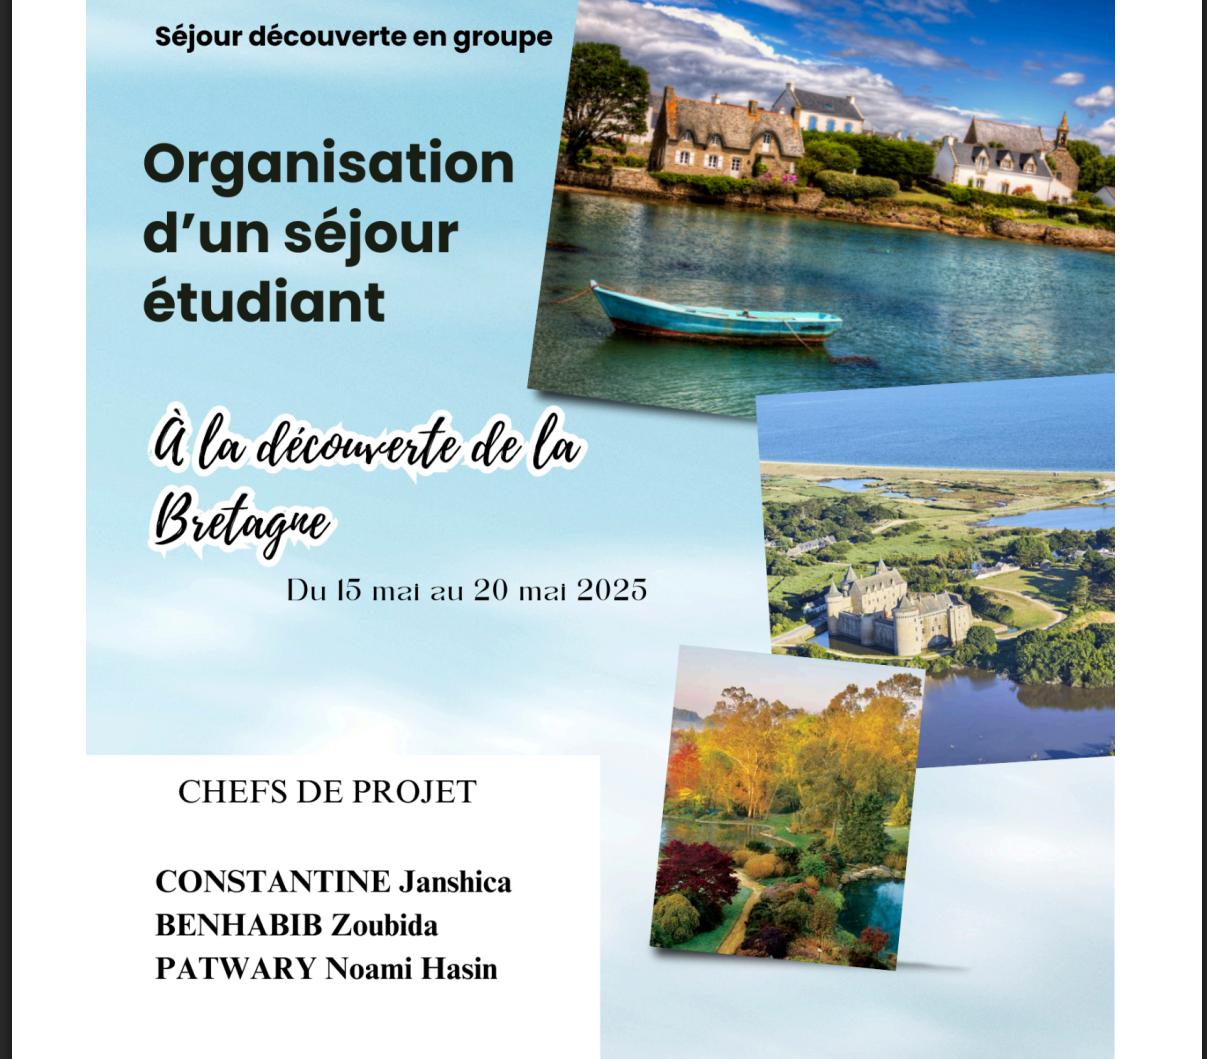 Séjour découverte en groupe
Organisation
d’un séjour
étudiant
À la découverte de la
Bretagne
Du 15 mai au 20 mai 2025
CHEFS DE PROJET
CONSTANTINE Janshica
BENHABIB Zoubida
PATWARY Noami Hasin